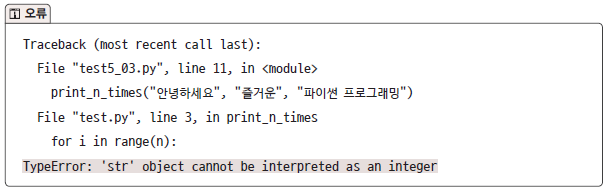 오류
Traceback (most recent call last):
File "test5_03.py", line 11, in <module>
print_n_times("안녕하세요", "즐거운", "파이썬 프로그래밍")
File "test.py", line 3, in print_n_times
for i in range(n):
TypeError: 'str' object cannot be interpreted as an integer